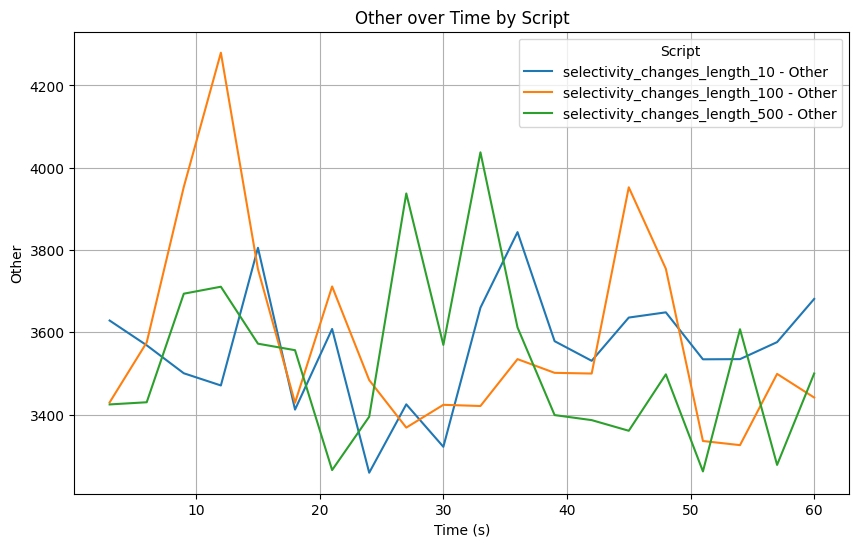 Other over Time by Script
Script
selectivity_changes_length_10 - Other
selectivity_changes_length_100 - Other
selectivity_changes_length_500 - Other
Other
4200
4000
3800
3600
3400
10 20 30 40 50 60
Time (s)